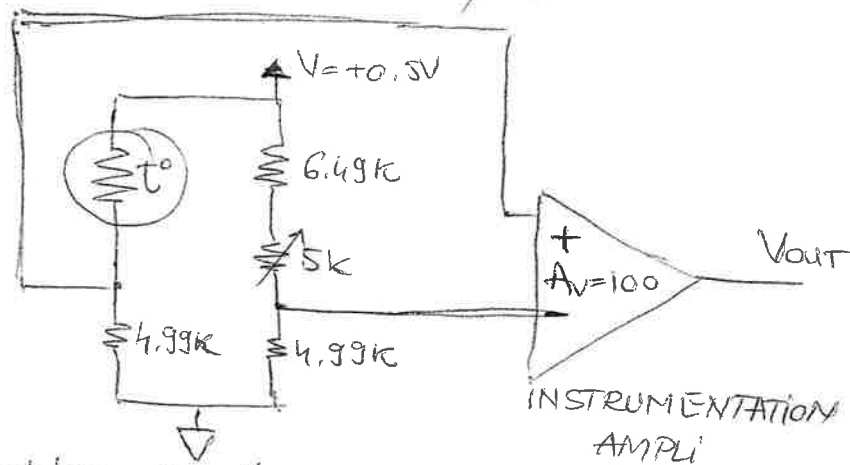 V=+0.5V
t°
6.49K
5k
+
Av=100
VOUT
4.99K
4.99K
INSTRUMENTATION
AMPLI